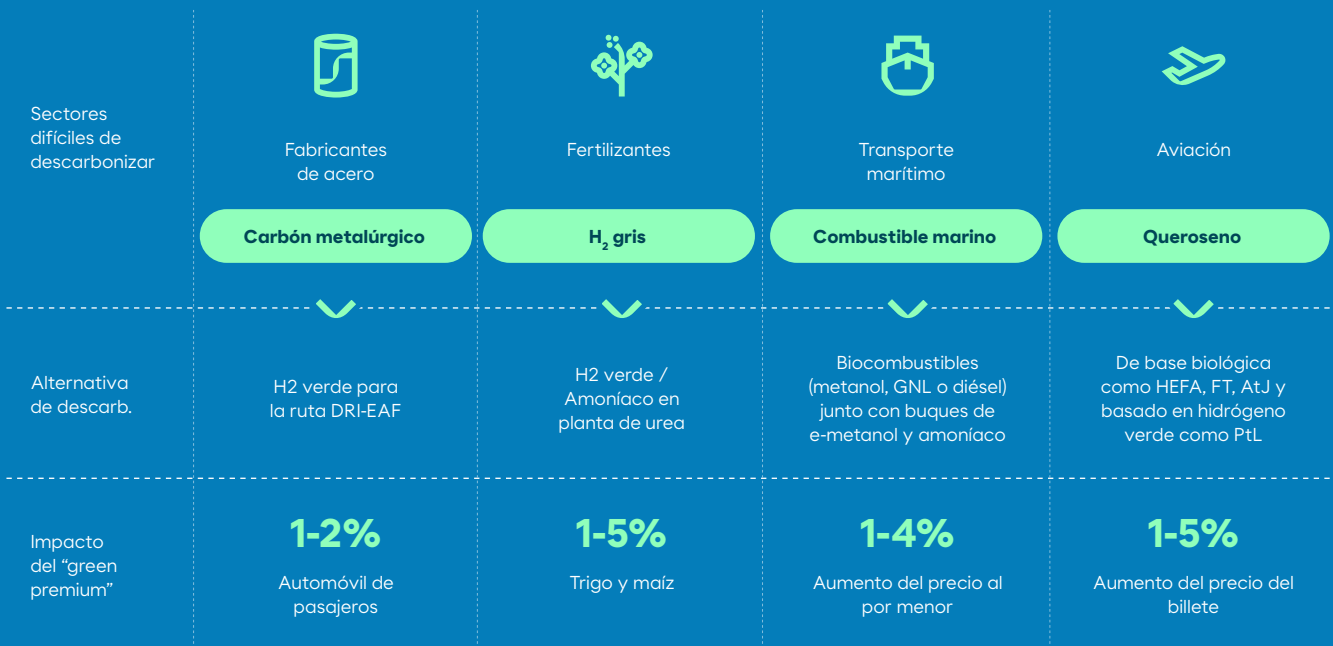 Sectores
difíciles de
descarbonizar
Fabricantes
de acero
Fertilizantes
Transporte
marítimo
Aviación
Carbón metalúrgico
H₂ gris
Combustible marino
Queroseno
Alternativa
de descarb.
H2 verde para
la ruta DRI-EAF
H2 verde /
Amoníaco en
planta de urea
Biocombustibles
(metanol, GNL o diésel)
junto con buques de
e-metanol y amoníaco
De base biológica
como HEFA, FT, AtJ y
basado en hidrógeno
verde como PtL
Impacto
del “green
premium”
1-2%
Automóvil de
pasajeros
1-5%
Trigo y maíz
1-4%
Aumento del precio al
por menor
1-5%
Aumento del precio del
billete